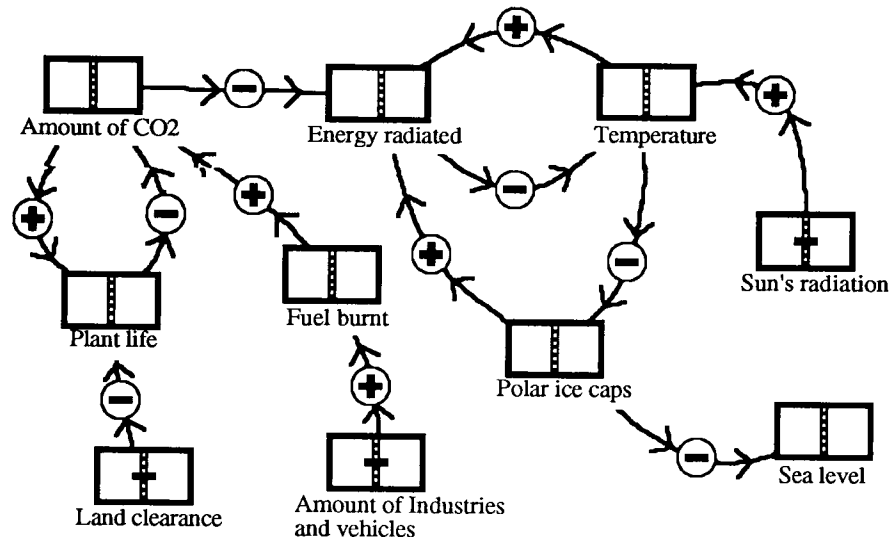 Amount of CO2
Energy radiated
Temperature
Sun's radiation
Fuel burnt
Plant life
Polar ice caps
Sea level
Land clearance
Amount of Industries
and vehicles